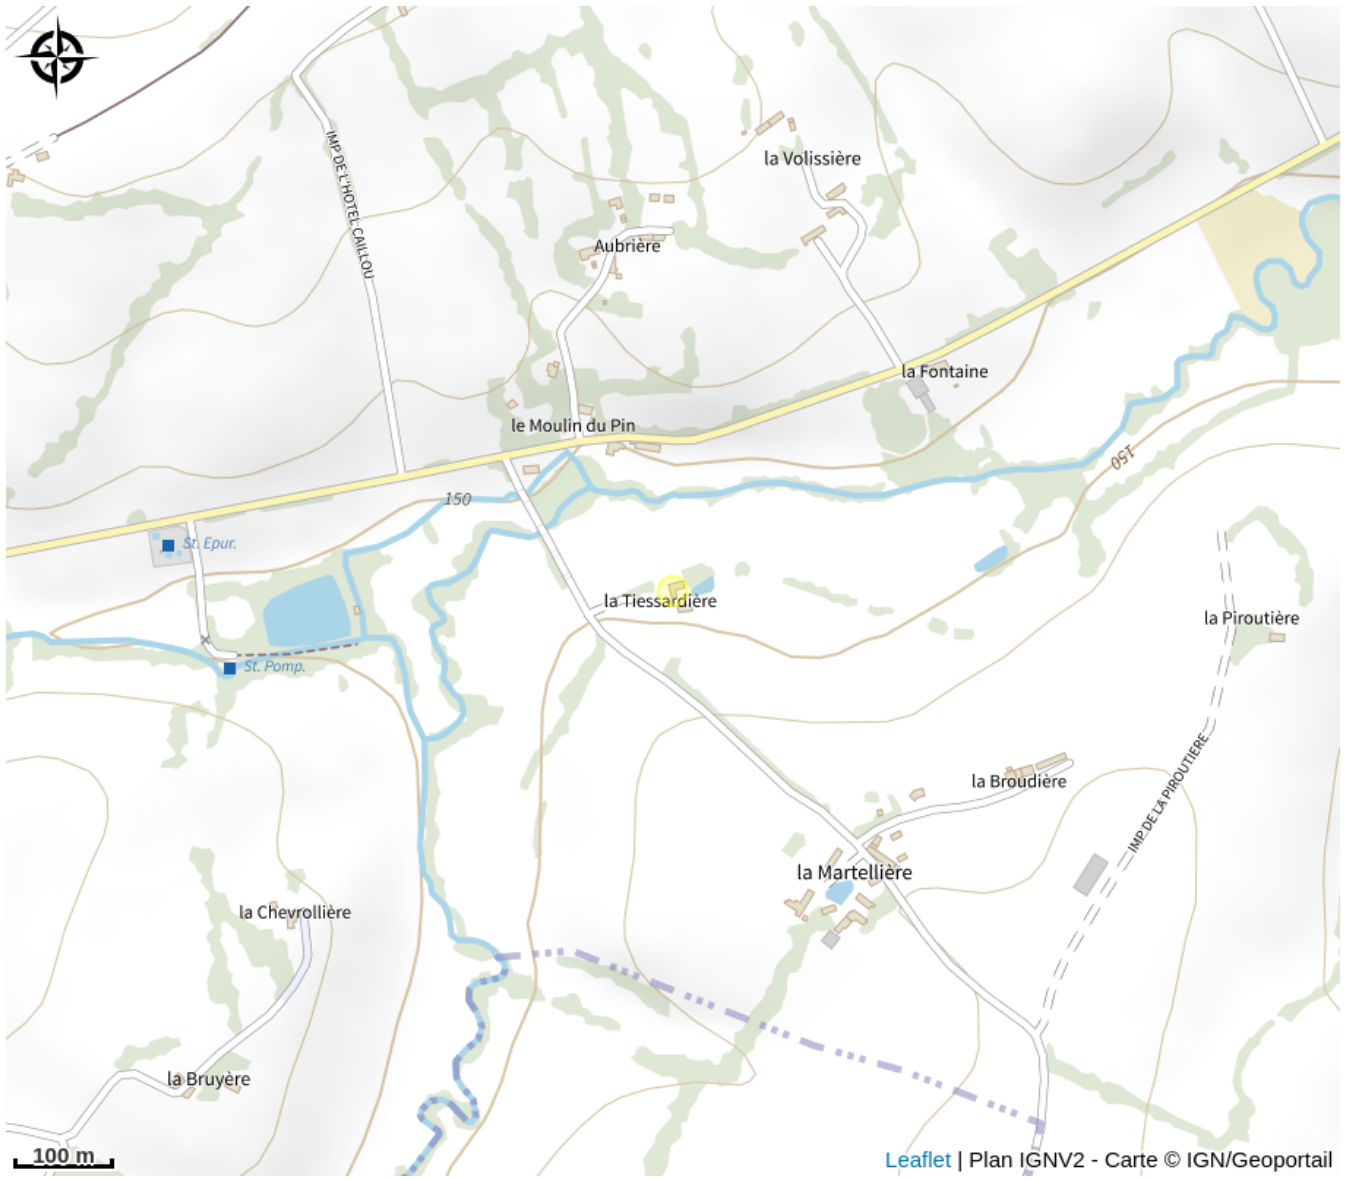 IMP DE L'HOTEL CAILLOU
la Volissière
Aubrière
la Fontaine
le Moulin du Pin
150
150
St. Epur.
la Tiessardière
la Piroutière
St. Pomp.
IMP DE LA PIROUTIERE
la Broudière
la Martellière
la Chevrollière
la Bruyère
100 m
Leaflet | Plan IGNV2 - Carte © IGN/Geoportail